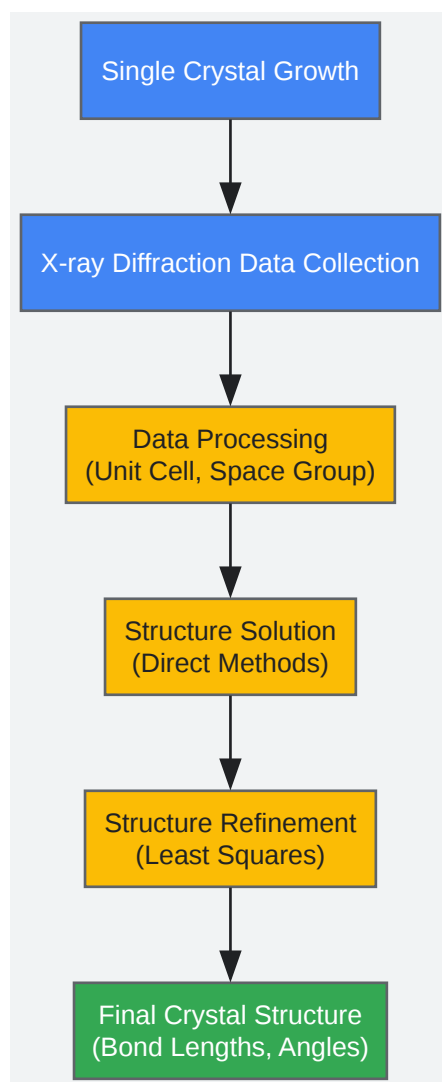 Single Crystal Growth
X-ray Diffraction Data Collection
Data Processing
(Unit Cell, Space Group)
Structure Solution
(Direct Methods)
Structure Refinement
(Least Squares)
Final Crystal Structure
(Bond Lengths, Angles)